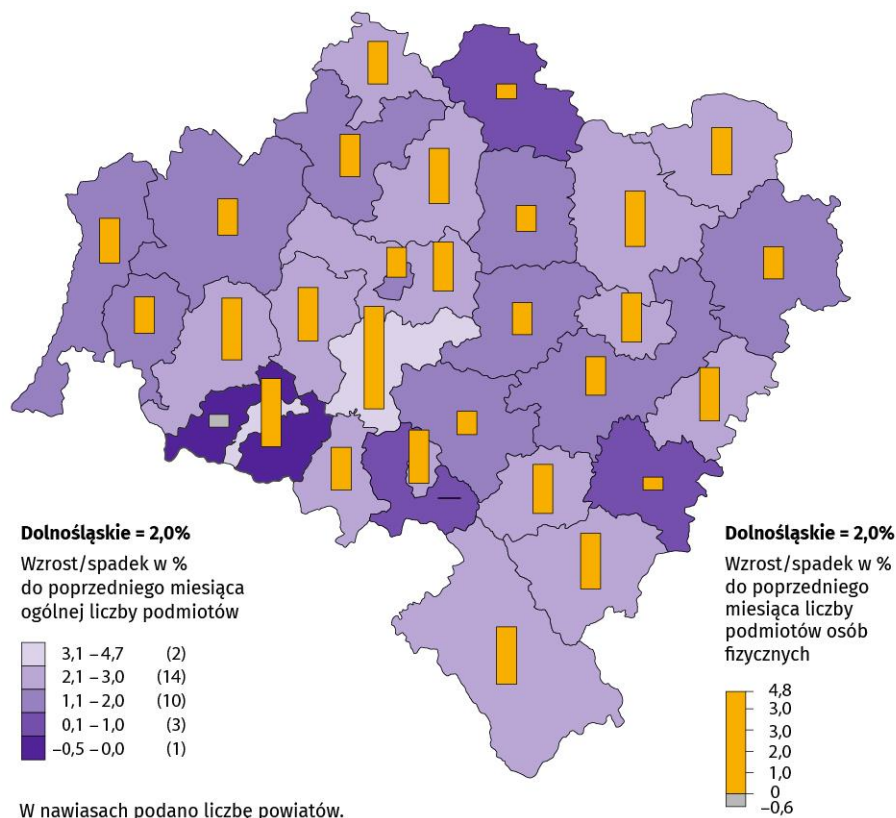 Dolnośląskie = 2,0%
Wzrost/spadek w %
do poprzedniego miesiąca
ogólnej liczby podmiotów
3,1 – 4,7 (2)
2,1 – 3,0 (14)
1,1 – 2,0 (10)
0,1 – 1,0 (3)
–0,5 – 0,0 (1)
W nawiasach podano liczbę powiatów.
Dolnośląskie = 2,0%
Wzrost/spadek w %
do poprzedniego
miesiąca liczby
podmiotów osób
fizycznych
4,8
3,0
3,0
2,0
1,0
0
–0,6